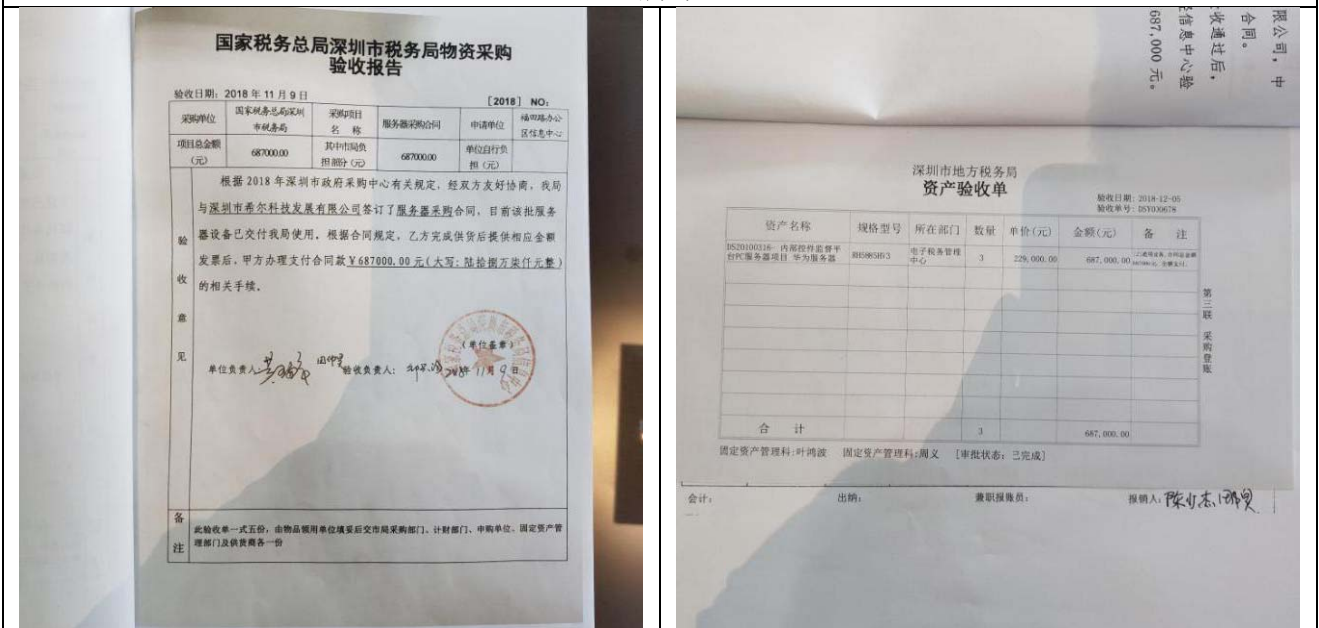 国家税务总局深圳市税务局物资采购
验收报告
验收日期：2018 年 11 月 9 日
[2018] NO:
采购单位
国家税务总局深圳
市税务局
采购项目
名 称
服务器采购合同
申请单位
福田路办公
区信息中心
项目总金额
(元)
687000.00
其中市局负
担部分(元)
687000.00
单位自行负
担(元)
验
收
意
见
根据 2018 年深圳市政府采购中心有关规定，经双方友好协商，我局
与深圳市希尔科技发展有限公司签订了服务器采购合同，目前该批服务
器设备已交付我局使用。根据合同规定，乙方完成供货后提供相应金额
发票后，甲方办理支付合同款￥687000.00 元(大写：陆拾捌万柒仟元整)
的相关手续。
(单位盖章)
单位负责人：
验收负责人：
2018年 11月 9 日
备
注
此验收单一式五份，由物品领用单位填妥后交市局采购部门、计财部门、申购单位、固定资产管
理部门及供货商各一份
限公司，中
合同。
收通过后，
信息中心验
687,000 元。
深圳市地方税务局
资产验收单
验收日期：2018-12-05
资产名称
规格型号
所在部门
数量
单价(元)
金额(元)
备 注
DS20100316- 内部控件监督平
台PC服务器项目 华为服务器
RH5885HV3
电子税务管理
中心
3
229,000.00
687,000.00
合 计
3
687,000.00
第三联 采购登账
固定资产管理科：叶鸿波 固定资产管理科：周义 [审批状态：已完成]
会计：
出纳：
兼职报账员：
报销人：